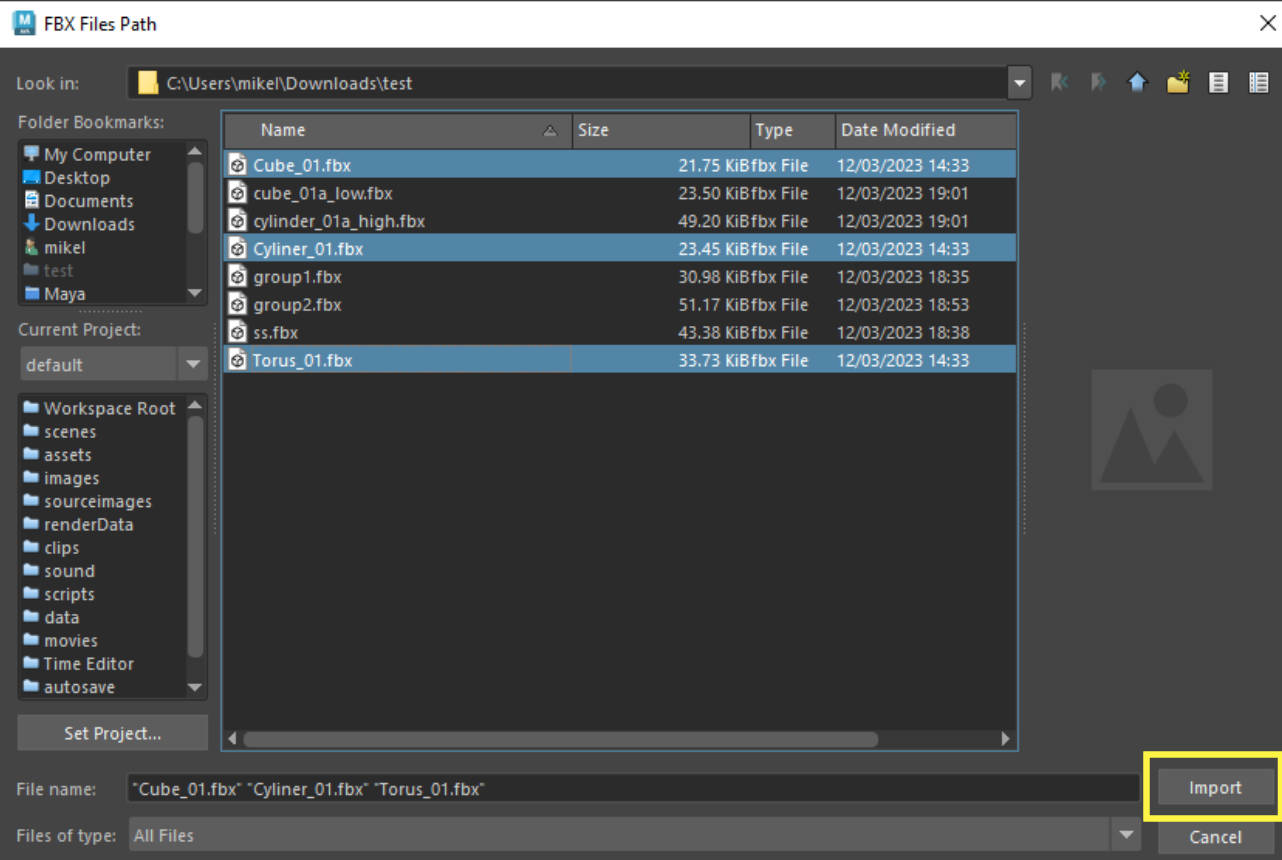 FBX Files Path
Look in: C:\Users\mikel\Downloads\test
Folder Bookmarks:
My Computer
Desktop
Documents
Downloads
mikel
test
Maya
Current Project:
default
Workspace Root
scenes
assets
images
sourceimages
renderData
clips
sound
scripts
data
movies
Time Editor
autosave
Set Project...
Name Size Type Date Modified
Cube_01.fbx 21.75 KiB fbx File 12/03/2023 14:33
cube_01a_low.fbx 23.50 KiB fbx File 12/03/2023 19:01
cylinder_01a_high.fbx 49.20 KiB fbx File 12/03/2023 19:01
Cyliner_01.fbx 23.45 KiB fbx File 12/03/2023 14:33
group1.fbx 30.98 KiB fbx File 12/03/2023 18:35
group2.fbx 51.17 KiB fbx File 12/03/2023 18:53
ss.fbx 43.38 KiB fbx File 12/03/2023 18:38
Torus_01.fbx 33.73 KiB fbx File 12/03/2023 14:33
File name: "Cube_01.fbx" "Cyliner_01.fbx" "Torus_01.fbx"
Import
Files of type: All Files
Cancel